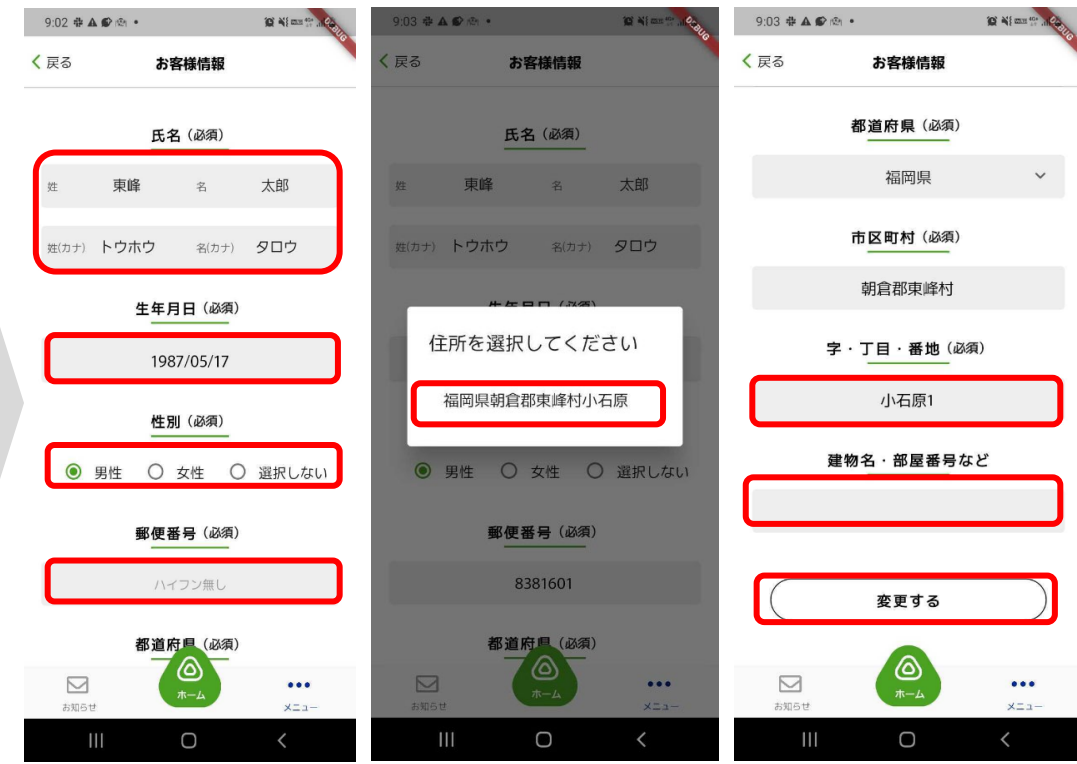 9:02
DEBUG
戻る
お客様情報
氏名（必須）
姓 東峰 名 太郎
姓(カナ) トウホウ 名(カナ) タロウ
生年月日（必須）
1987/05/17
性別（必須）
男性 女性 選択しない
郵便番号（必須）
ハイフン無し
都道府県（必須）
お知らせ
ホーム
メニュー
9:03
DEBUG
戻る
お客様情報
氏名（必須）
姓 東峰 名 太郎
姓(カナ) トウホウ 名(カナ) タロウ
生年月日（必須）
住所を選択してください
福岡県朝倉郡東峰村小石原
男性 女性 選択しない
郵便番号（必須）
8381601
都道府県（必須）
お知らせ
ホーム
メニュー
9:03
DEBUG
戻る
お客様情報
都道府県（必須）
福岡県
市区町村（必須）
朝倉郡東峰村
字・丁目・番地（必須）
小石原1
建物名・部屋番号など
変更する
お知らせ
ホーム
メニュー